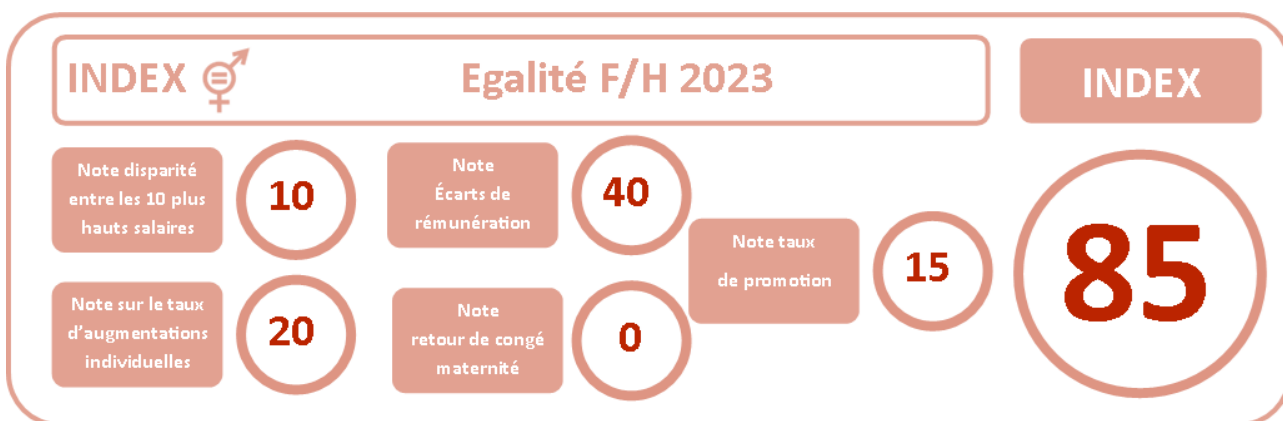 INDEX
Egalité F/H 2023
INDEX
Note disparité
entre les 10 plus
hauts salaires
10
Note
Écarts de
rémunération
40
Note taux
de promotion
15
85
Note sur le taux
d'augmentations
individuelles
20
Note
retour de congé
maternité
0